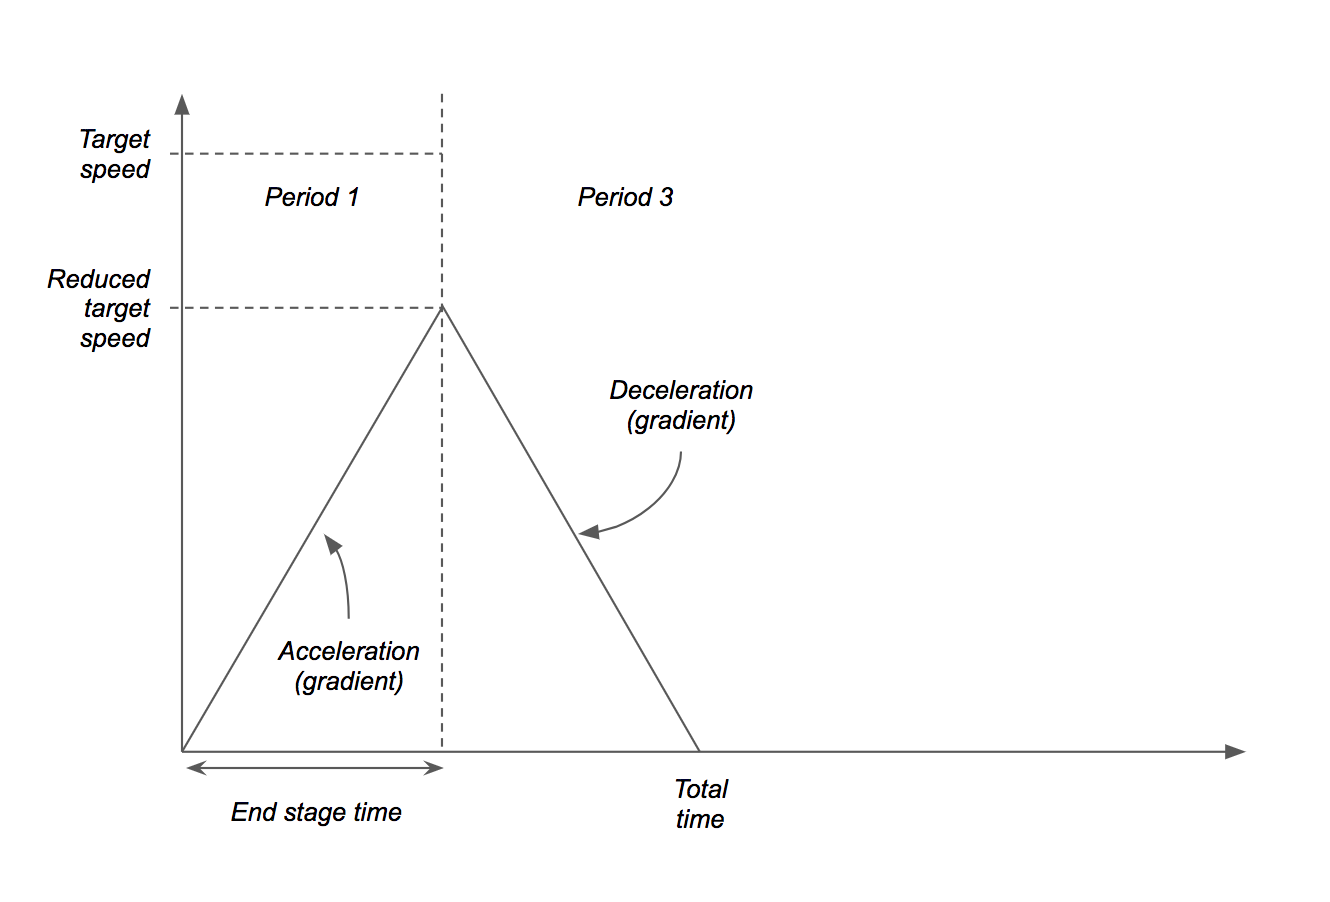 Target
speed
Period 1
Period 3
Reduced
target
speed
Deceleration
(gradient)
Acceleration
(gradient)
Total
time
End stage time